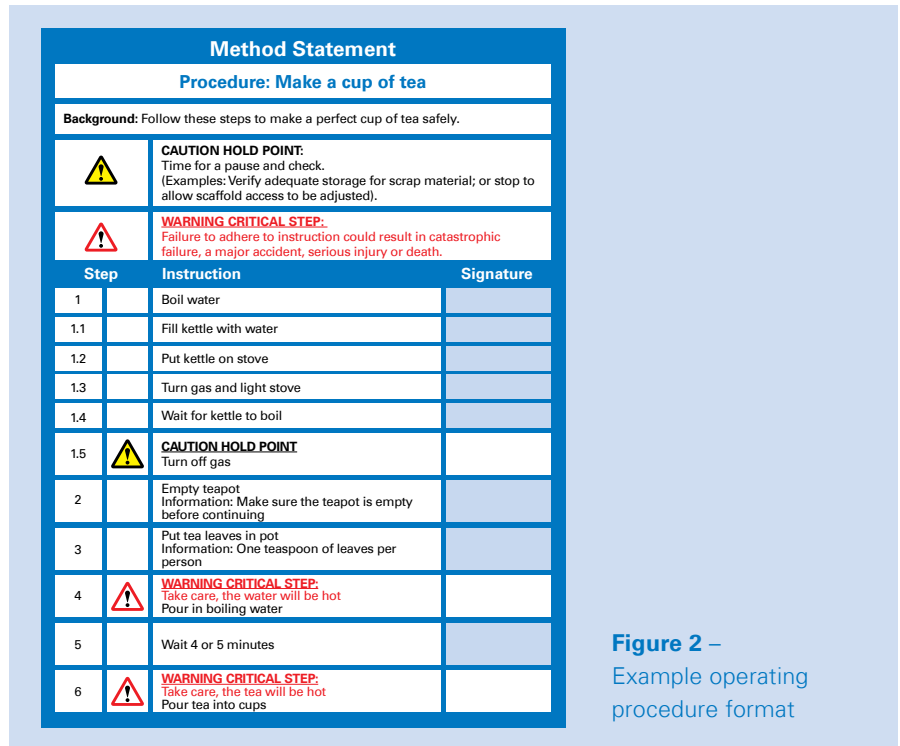 Method Statement
Procedure: Make a cup of tea
Background: Follow these steps to make a perfect cup of tea safely.
CAUTION HOLD POINT:
Time for a pause and check.
(Examples: Verify adequate storage for scrap material; or stop to
allow scaffold access to be adjusted).
WARNING CRITICAL STEP:
Failure to adhere to instruction could result in catastrophic
failure, a major accident, serious injury or death.
Step Instruction Signature
1 Boil water
1.1 Fill kettle with water
1.2 Put kettle on stove
1.3 Turn gas and light stove
1.4 Wait for kettle to boil
1.5 CAUTION HOLD POINT
Turn off gas
2 Empty teapot
Information: Make sure the teapot is empty
before continuing
3 Put tea leaves in pot
Information: One teaspoon of leaves per
person
4 WARNING CRITICAL STEP:
Take care, the water will be hot
Pour in boiling water
5 Wait 4 or 5 minutes
6 WARNING CRITICAL STEP:
Take care, the tea will be hot
Pour tea into cups
Figure 2 –
Example operating
procedure format